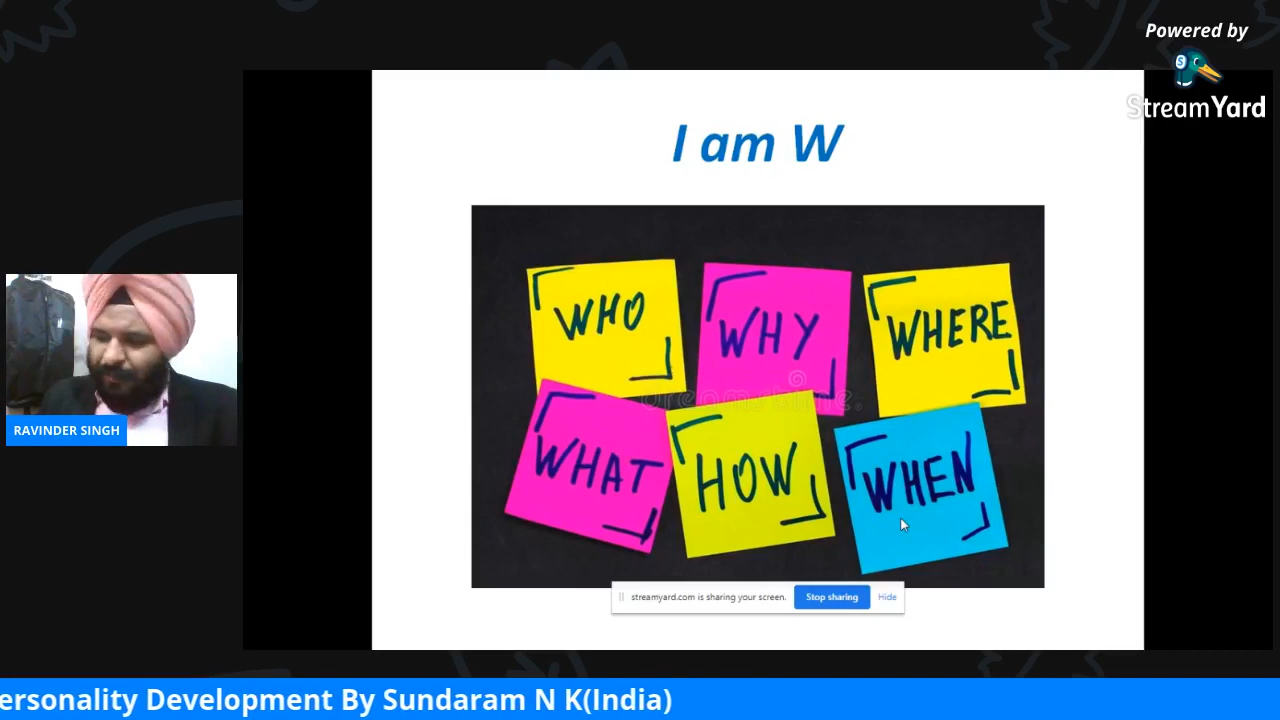 Powered by
StreamYard
I am W
WHO
WHY
WHERE
WHAT
HOW
WHEN
dreamstime.
RAVINDER SINGH
streamyard.com is sharing your screen.
Stop sharing
Hide
ersonality Development By Sundaram N K(India)